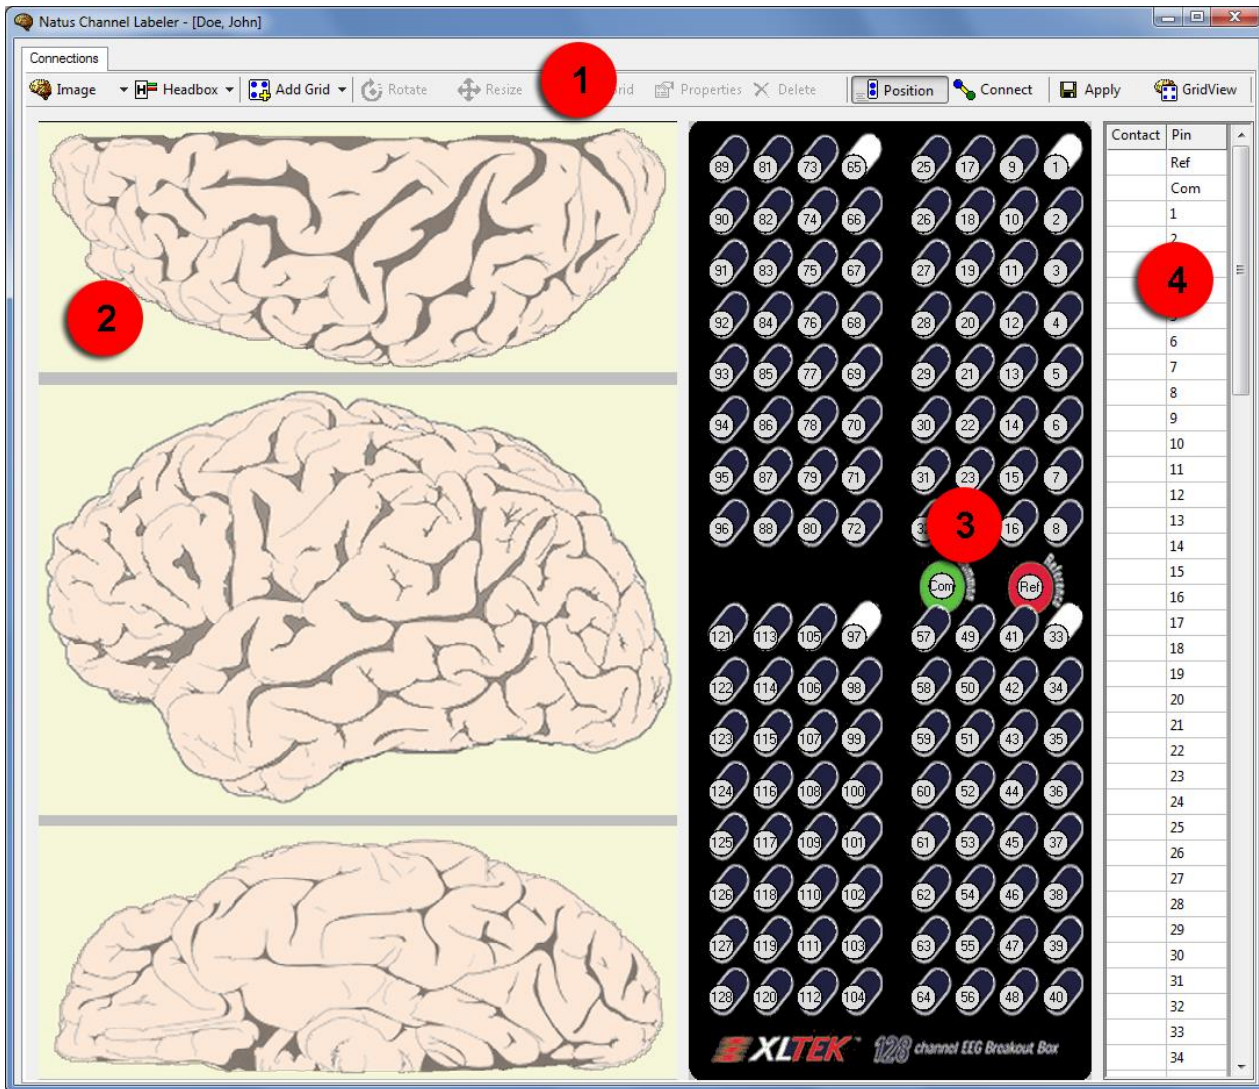 Natus Channel Labeler - [Doe, John]
Connections
Image Headbox Add Grid Rotate Resize 1 Properties Delete Position Connect Apply GridView
Contact Pin
Ref
Com
1
2
4
6
7
8
9
10
11
12
13
14
15
16
17
18
19
20
21
22
23
24
25
26
27
28
29
30
31
32
33
34
2
89 81 73 65 25 17 9 1
90 82 74 66 26 18 10 2
91 83 75 67 27 19 11 3
92 84 76 68 28 20 12 4
93 85 77 69 29 21 13 5
94 86 78 70 30 22 14 6
95 87 79 71 31 23 15 7
96 88 80 72 3 16 8
Com Ref
Reference
121 113 105 97 57 49 41 33
122 114 106 98 58 50 42 34
123 115 107 99 59 51 43 35
124 116 108 100 60 52 44 36
125 117 109 101 61 53 45 37
126 118 110 102 62 54 46 38
127 119 111 103 63 55 47 39
128 120 112 104 64 56 48 40
XLTEK 128 channel EEG Breakout Box